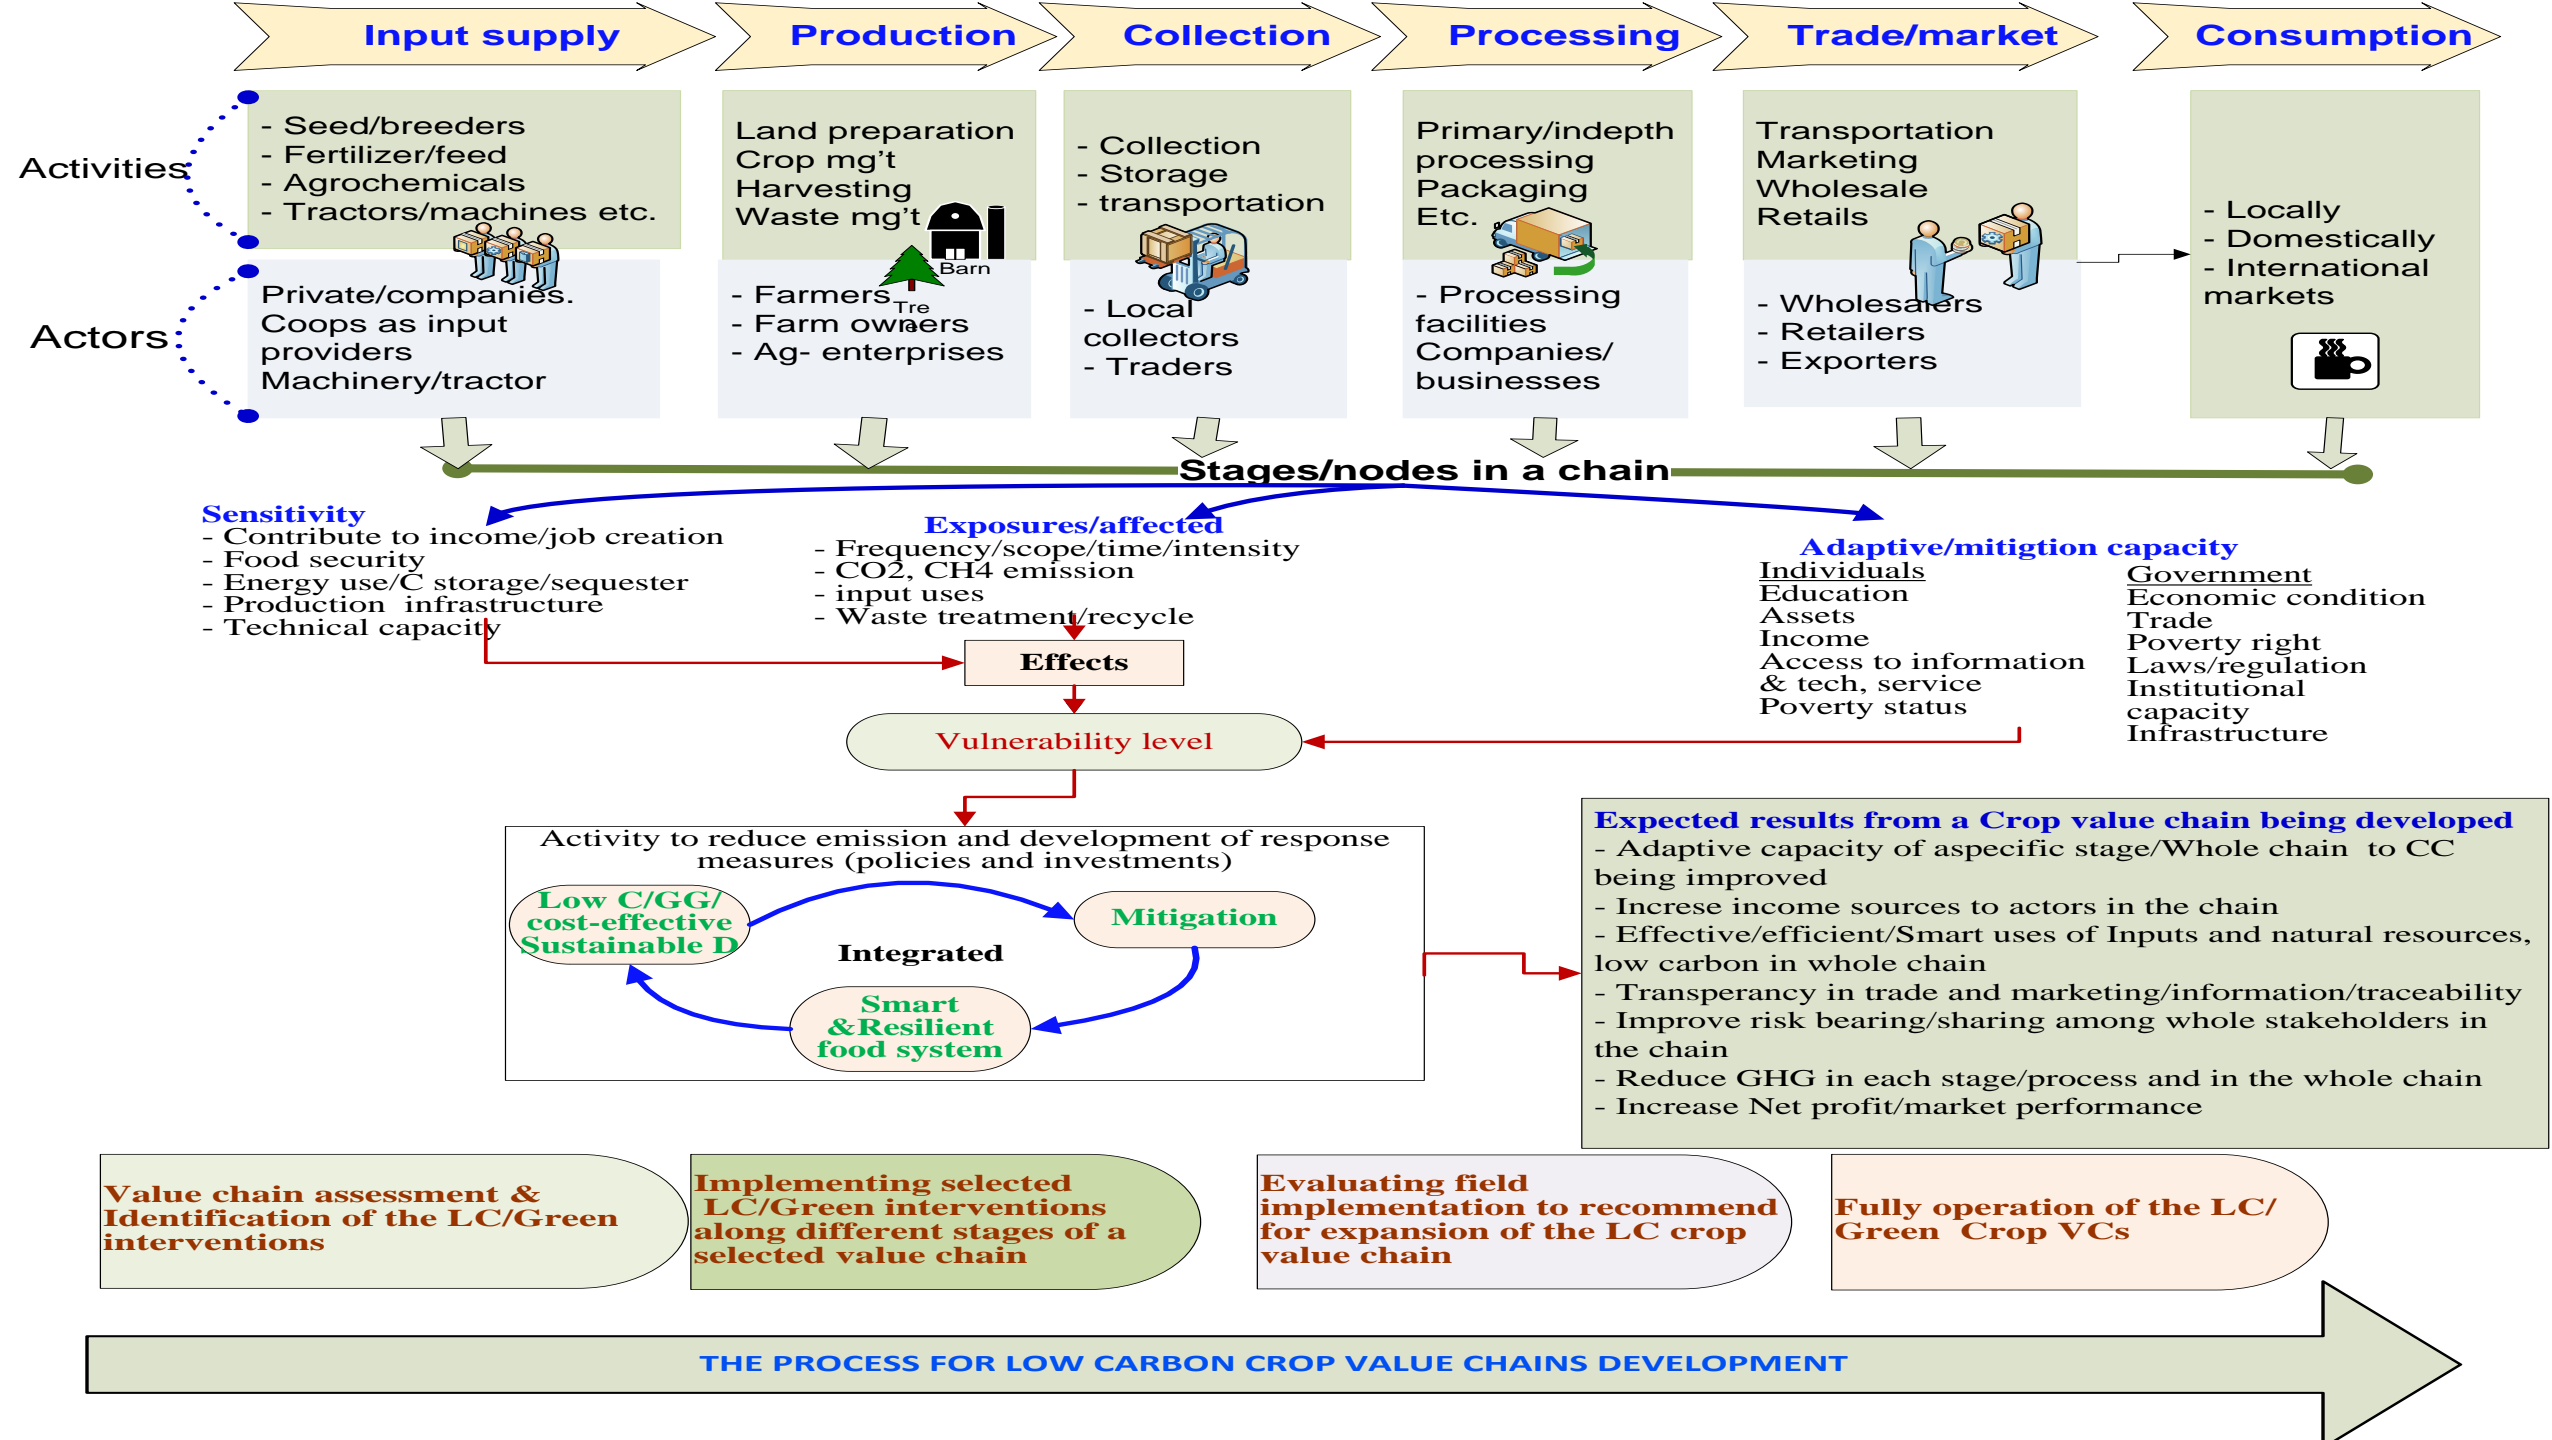 Input supply
Production
Collection
Processing
Trade/market
Consumption
Activities
- Seed/breeders
- Fertilizer/feed
- Agrochemicals
- Tractors/machines etc.
Land preparation
Crop mg't
Harvesting
Waste mg't
Barn
- Collection
- Storage
- transportation
Primary/indepth
processing
Packaging
Etc.
Transportation
Marketing
Wholesale
Retails
- Locally
- Domestically
- International
markets
Actors
Private/companies.
Coops as input
providers
Machinery/tractor
- Farmers
- Farm owners
- Ag- enterprises
Tre
e
- Local
collectors
- Traders
- Processing
facilities
Companies/
businesses
- Wholesalers
- Retailers
- Exporters
Stages/nodes in a chain
Sensitivity
- Contribute to income/job creation
- Food security
- Energy use/C storage/sequester
- Production  infrastructure
- Technical capacity
Exposures/affected
- Frequency/scope/time/intensity
- CO2, CH4 emission
- input uses
- Waste treatment/recycle
Adaptive/mitigtion capacity
Individuals
Education
Assets
Income
Access to information
& tech, service
Poverty status
Government
Economic condition
Trade
Poverty right
Laws/regulation
Institutional
capacity
Infrastructure
Effects
Vulnerability level
Activity to reduce emission and development of response
measures (policies and investments)
Low C/GG/
cost-effective
Sustainable D
Mitigation
Integrated
Smart
&Resilient
food system
Expected results from a Crop value chain being developed
- Adaptive capacity of aspecific stage/Whole chain  to CC
being improved
- Increse income sources to actors in the chain
- Effective/efficient/Smart uses of Inputs and natural resources,
low carbon in whole chain
- Transperancy in trade and marketing/information/traceability
- Improve risk bearing/sharing among whole stakeholders in
the chain
- Reduce GHG in each stage/process and in the whole chain
- Increase Net profit/market performance
Value chain assessment &
Identification of the LC/Green
interventions
Implementing selected
LC/Green interventions
along different stages of a
selected value chain
Evaluating field
implementation to recommend
for expansion of the LC crop
value chain
Fully operation of the LC/
Green  Crop VCs
THE PROCESS FOR LOW CARBON CROP VALUE CHAINS DEVELOPMENT